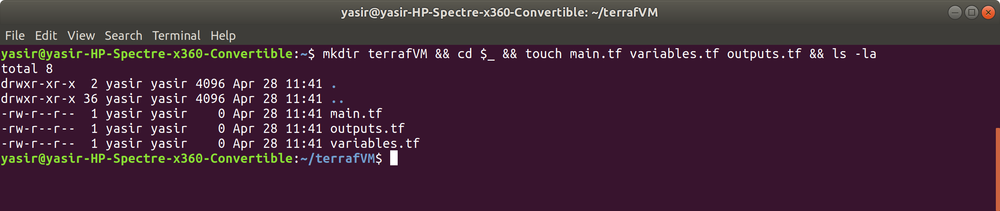 yasir@yasir-HP-Spectre-x360-Convertible: ~/terrafVM
File Edit View Search Terminal Help
yasir@yasir-HP-Spectre-x360-Convertible:~$ mkdir terrafVM && cd $_ && touch main.tf variables.tf outputs.tf && ls -la
total 8
drwxr-xr-x  2 yasir yasir 4096 Apr 28 11:41 .
drwxr-xr-x 36 yasir yasir 4096 Apr 28 11:41 ..
-rw-r--r--  1 yasir yasir    0 Apr 28 11:41 main.tf
-rw-r--r--  1 yasir yasir    0 Apr 28 11:41 outputs.tf
-rw-r--r--  1 yasir yasir    0 Apr 28 11:41 variables.tf
yasir@yasir-HP-Spectre-x360-Convertible:~/terrafVM$